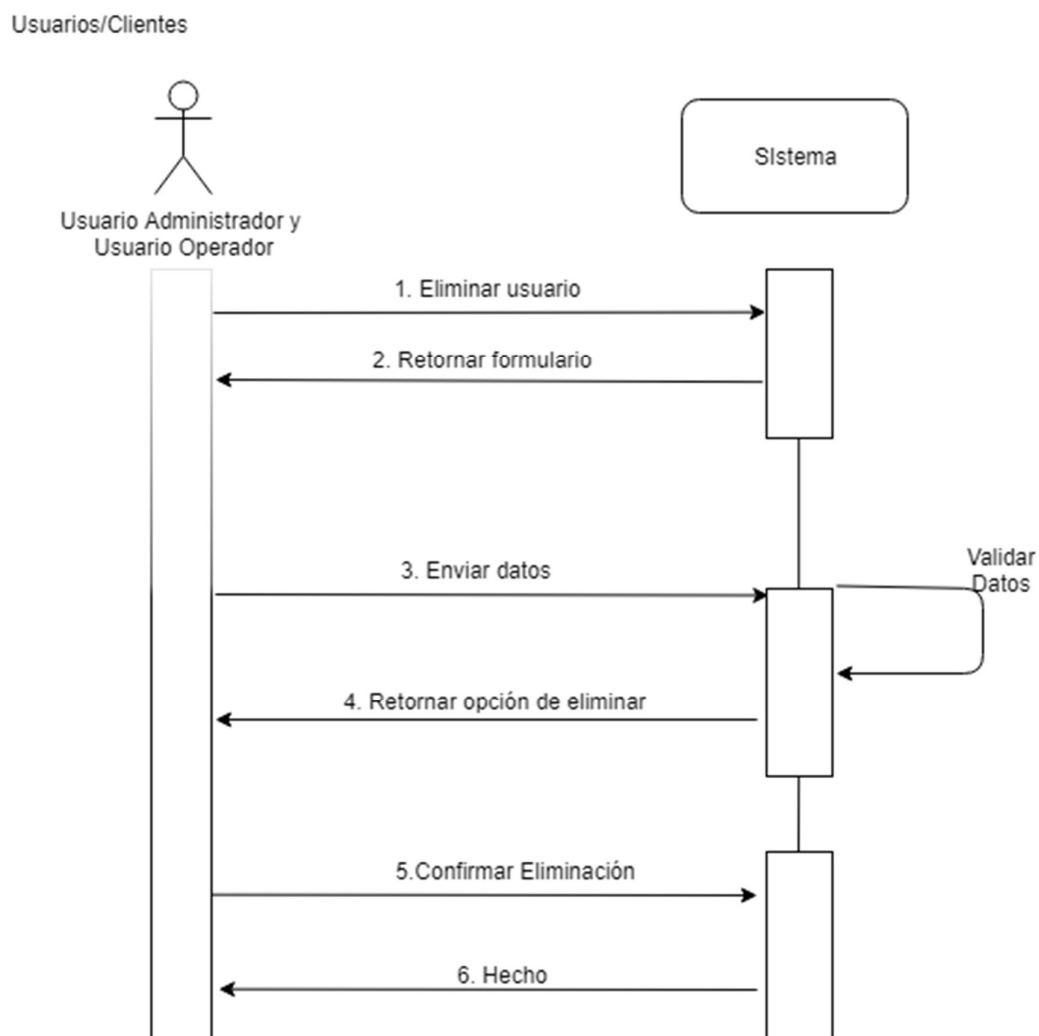 Usuarios/Clientes
SIstema
Usuario Administrador y
Usuario Operador
1. Eliminar usuario
2. Retornar formulario
3. Enviar datos
Validar
Datos
4. Retornar opción de eliminar
5.Confirmar Eliminación
6. Hecho